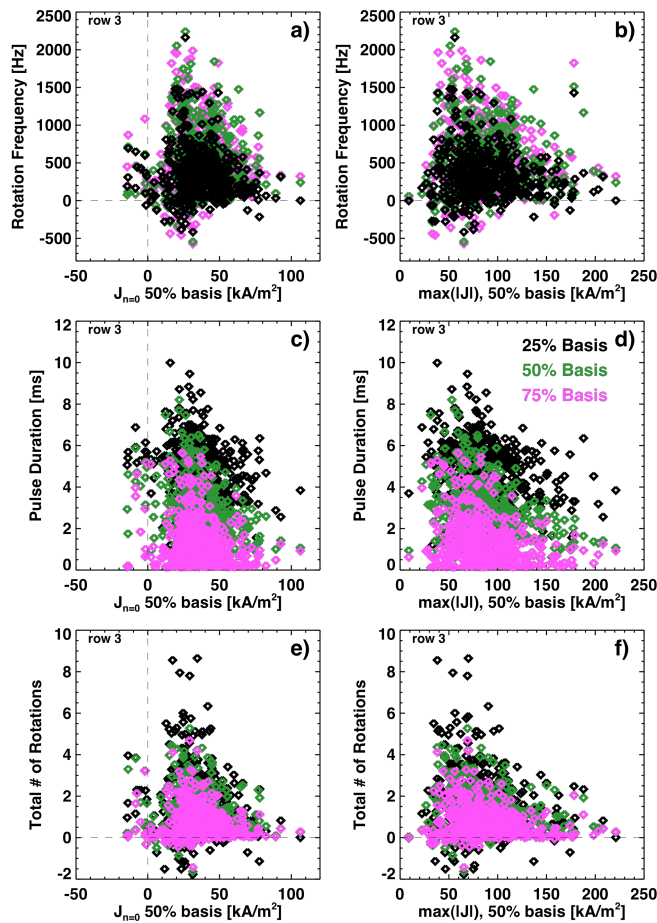 row 3
a)
2500
2000
1500
1000
500
0
-500
Rotation Frequency [Hz]
-50
0
50
100
J_{n=0} 50% basis [kA/m²]
row 3
b)
2500
2000
1500
1000
500
0
-500
Rotation Frequency [Hz]
0
50
100
150
200
250
max(|J|), 50% basis [kA/m²]
row 3
c)
12
10
8
6
4
2
0
Pulse Duration [ms]
-50
0
50
100
J_{n=0} 50% basis [kA/m²]
row 3
d)
25% Basis
50% Basis
75% Basis
12
10
8
6
4
2
0
Pulse Duration [ms]
0
50
100
150
200
250
max(|J|), 50% basis [kA/m²]
row 3
e)
10
8
6
4
2
0
-2
Total # of Rotations
-50
0
50
100
J_{n=0} 50% basis [kA/m²]
row 3
f)
10
8
6
4
2
0
-2
Total # of Rotations
0
50
100
150
200
250
max(|J|), 50% basis [kA/m²]